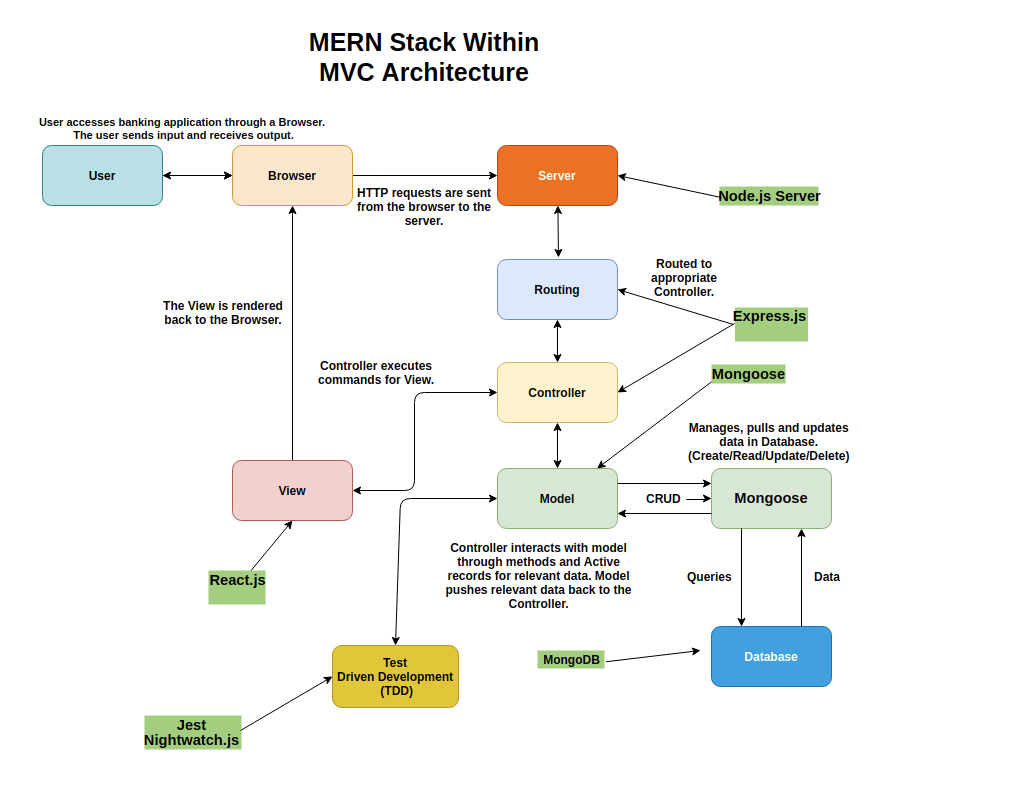 MERN Stack Within
MVC Architecture
User accesses banking application through a Browser.
The user sends input and receives output.
User
Browser
Server
HTTP requests are sent
from the browser to the
server.
Node.js Server
Routing
Routed to
appropriate
Controller.
Express.js
The View is rendered
back to the Browser.
Controller executes
commands for View.
Controller
Mongoose
Manages, pulls and updates
data in Database.
(Create/Read/Update/Delete)
View
Model
CRUD
Mongoose
React.js
Controller interacts with model
through methods and Active
records for relevant data. Model
pushes relevant data back to the
Controller.
Queries
Data
Test
Driven Development
(TDD)
MongoDB
Database
Jest
Nightwatch.js